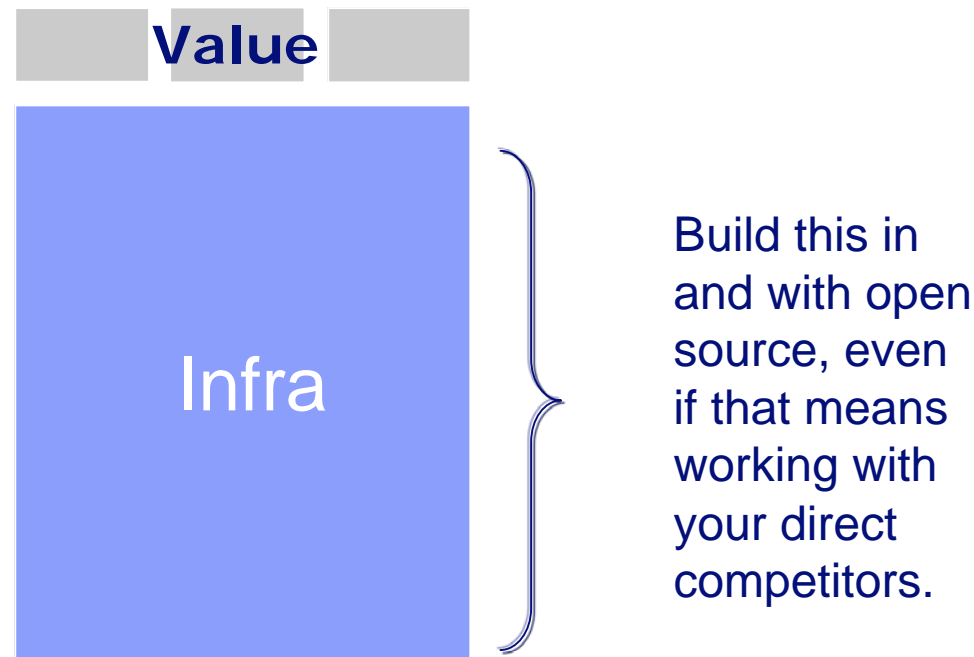 Value
Infra
Build this in
and with open
source, even
if that means
working with
your direct
competitors.